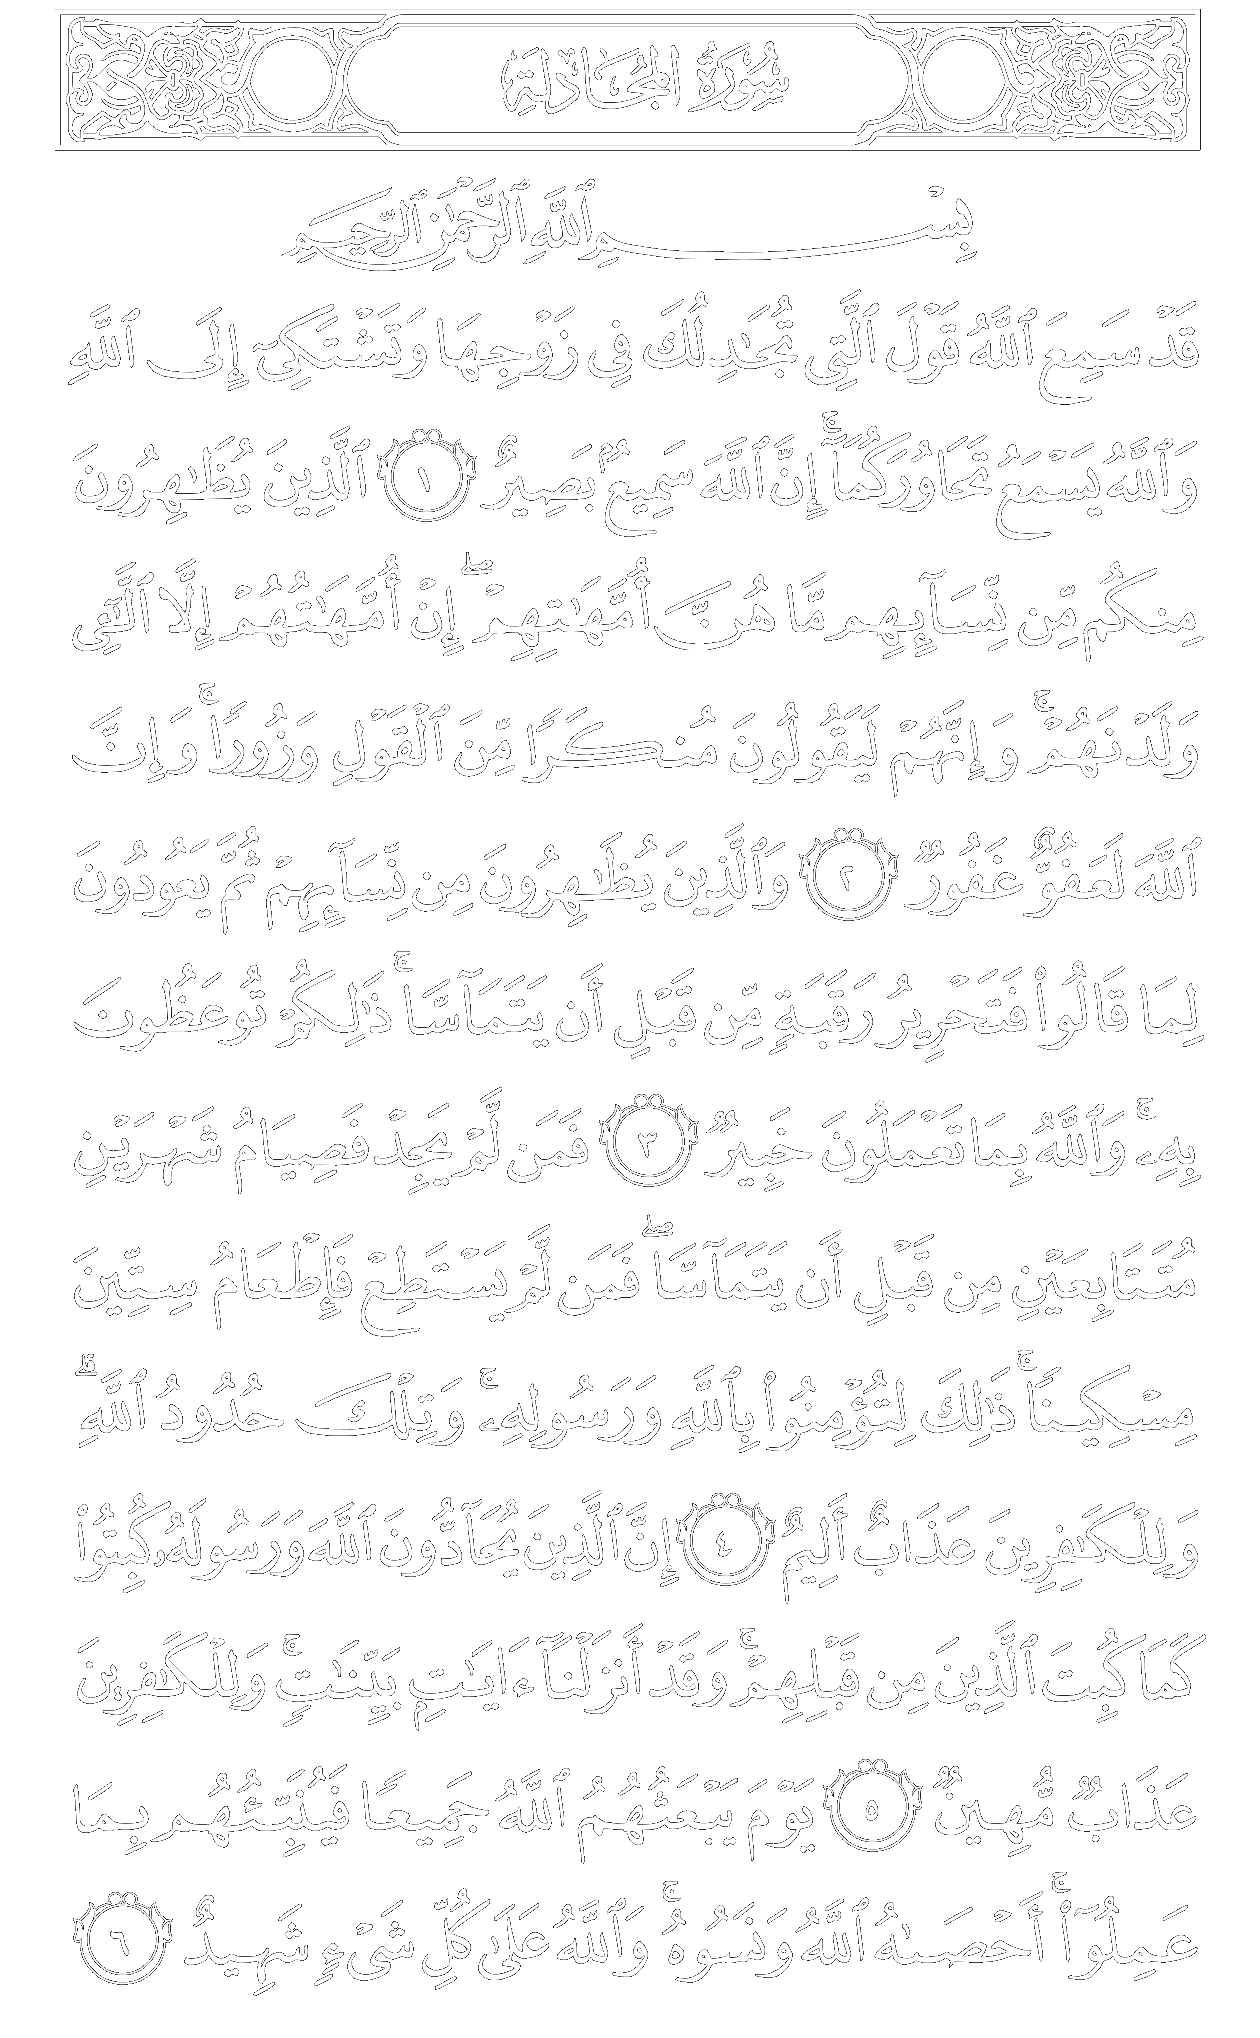 سُورَةُ الْمُجَادِلَةِ
بِسْمِ ٱللَّهِ ٱلرَّحْمَٰنِ ٱلرَّحِيمِ
قَدْ سَمِعَ ٱللَّهُ قَوْلَ ٱلَّتِى تُجَٰدِلُكَ فِى زَوْجِهَا وَتَشْتَكِىٓ إِلَى ٱللَّهِ
وَٱللَّهُ يَسْمَعُ تَحَاوُرَكُمَآ ۚ إِنَّ ٱللَّهَ سَمِيعٌۢ بَصِيرٌ ١ ٱلَّذِينَ يُظَٰهِرُونَ
مِنكُم مِّن نِّسَآئِهِم مَّا هُنَّ أُمَّهَٰتِهِمْ ۖ إِنْ أُمَّهَٰتُهُمْ إِلَّا ٱلَّٰٓـِٔى
وَلَدْنَهُمْ ۚ وَإِنَّهُمْ لَيَقُولُونَ مُنكَرًا مِّنَ ٱلْقَوْلِ وَزُورًا ۚ وَإِنَّ
ٱللَّهَ لَعَفُوٌّ غَفُورٌ ٢ وَٱلَّذِينَ يُظَٰهِرُونَ مِن نِّسَآئِهِمْ ثُمَّ يَعُودُونَ
لِمَا قَالُوا۟ فَتَحْرِيرُ رَقَبَةٍ مِّن قَبْلِ أَن يَتَمَآسَّا ۚ ذَٰلِكُمْ تُوعَظُونَ
بِهِۦ ۚ وَٱللَّهُ بِمَا تَعْمَلُونَ خَبِيرٌ ٣ فَمَن لَّمْ يَجِدْ فَصِيَامُ شَهْرَيْنِ
مُتَتَابِعَيْنِ مِن قَبْلِ أَن يَتَمَآسَّا ۖ فَمَن لَّمْ يَسْتَطِعْ فَإِطْعَامُ سِتِّينَ
مِسْكِينًا ۚ ذَٰلِكَ لِتُؤْمِنُوا۟ بِٱللَّهِ وَرَسُولِهِۦ ۚ وَتِلْكَ حُدُودُ ٱللَّهِ ۗ
وَلِلْكَٰفِرِينَ عَذَابٌ أَلِيمٌ ٤ إِنَّ ٱلَّذِينَ يُحَآدُّونَ ٱللَّهَ وَرَسُولَهُۥ كُبِتُوا۟
كَمَا كُبِتَ ٱلَّذِينَ مِن قَبْلِهِمْ ۚ وَقَدْ أَنزَلْنَآ ءَايَٰتٍۭ بَيِّنَٰتٍ ۚ وَلِلْكَٰفِرِينَ
عَذَابٌ مُّهِينٌ ٥ يَوْمَ يَبْعَثُهُمُ ٱللَّهُ جَمِيعًا فَيُنَبِّئُهُم بِمَا
عَمِلُوٓا۟ ۚ أَحْصَىٰهُ ٱللَّهُ وَنَسُوهُ ۚ وَٱللَّهُ عَلَىٰ كُلِّ شَىْءٍ شَهِيدٌ ٦